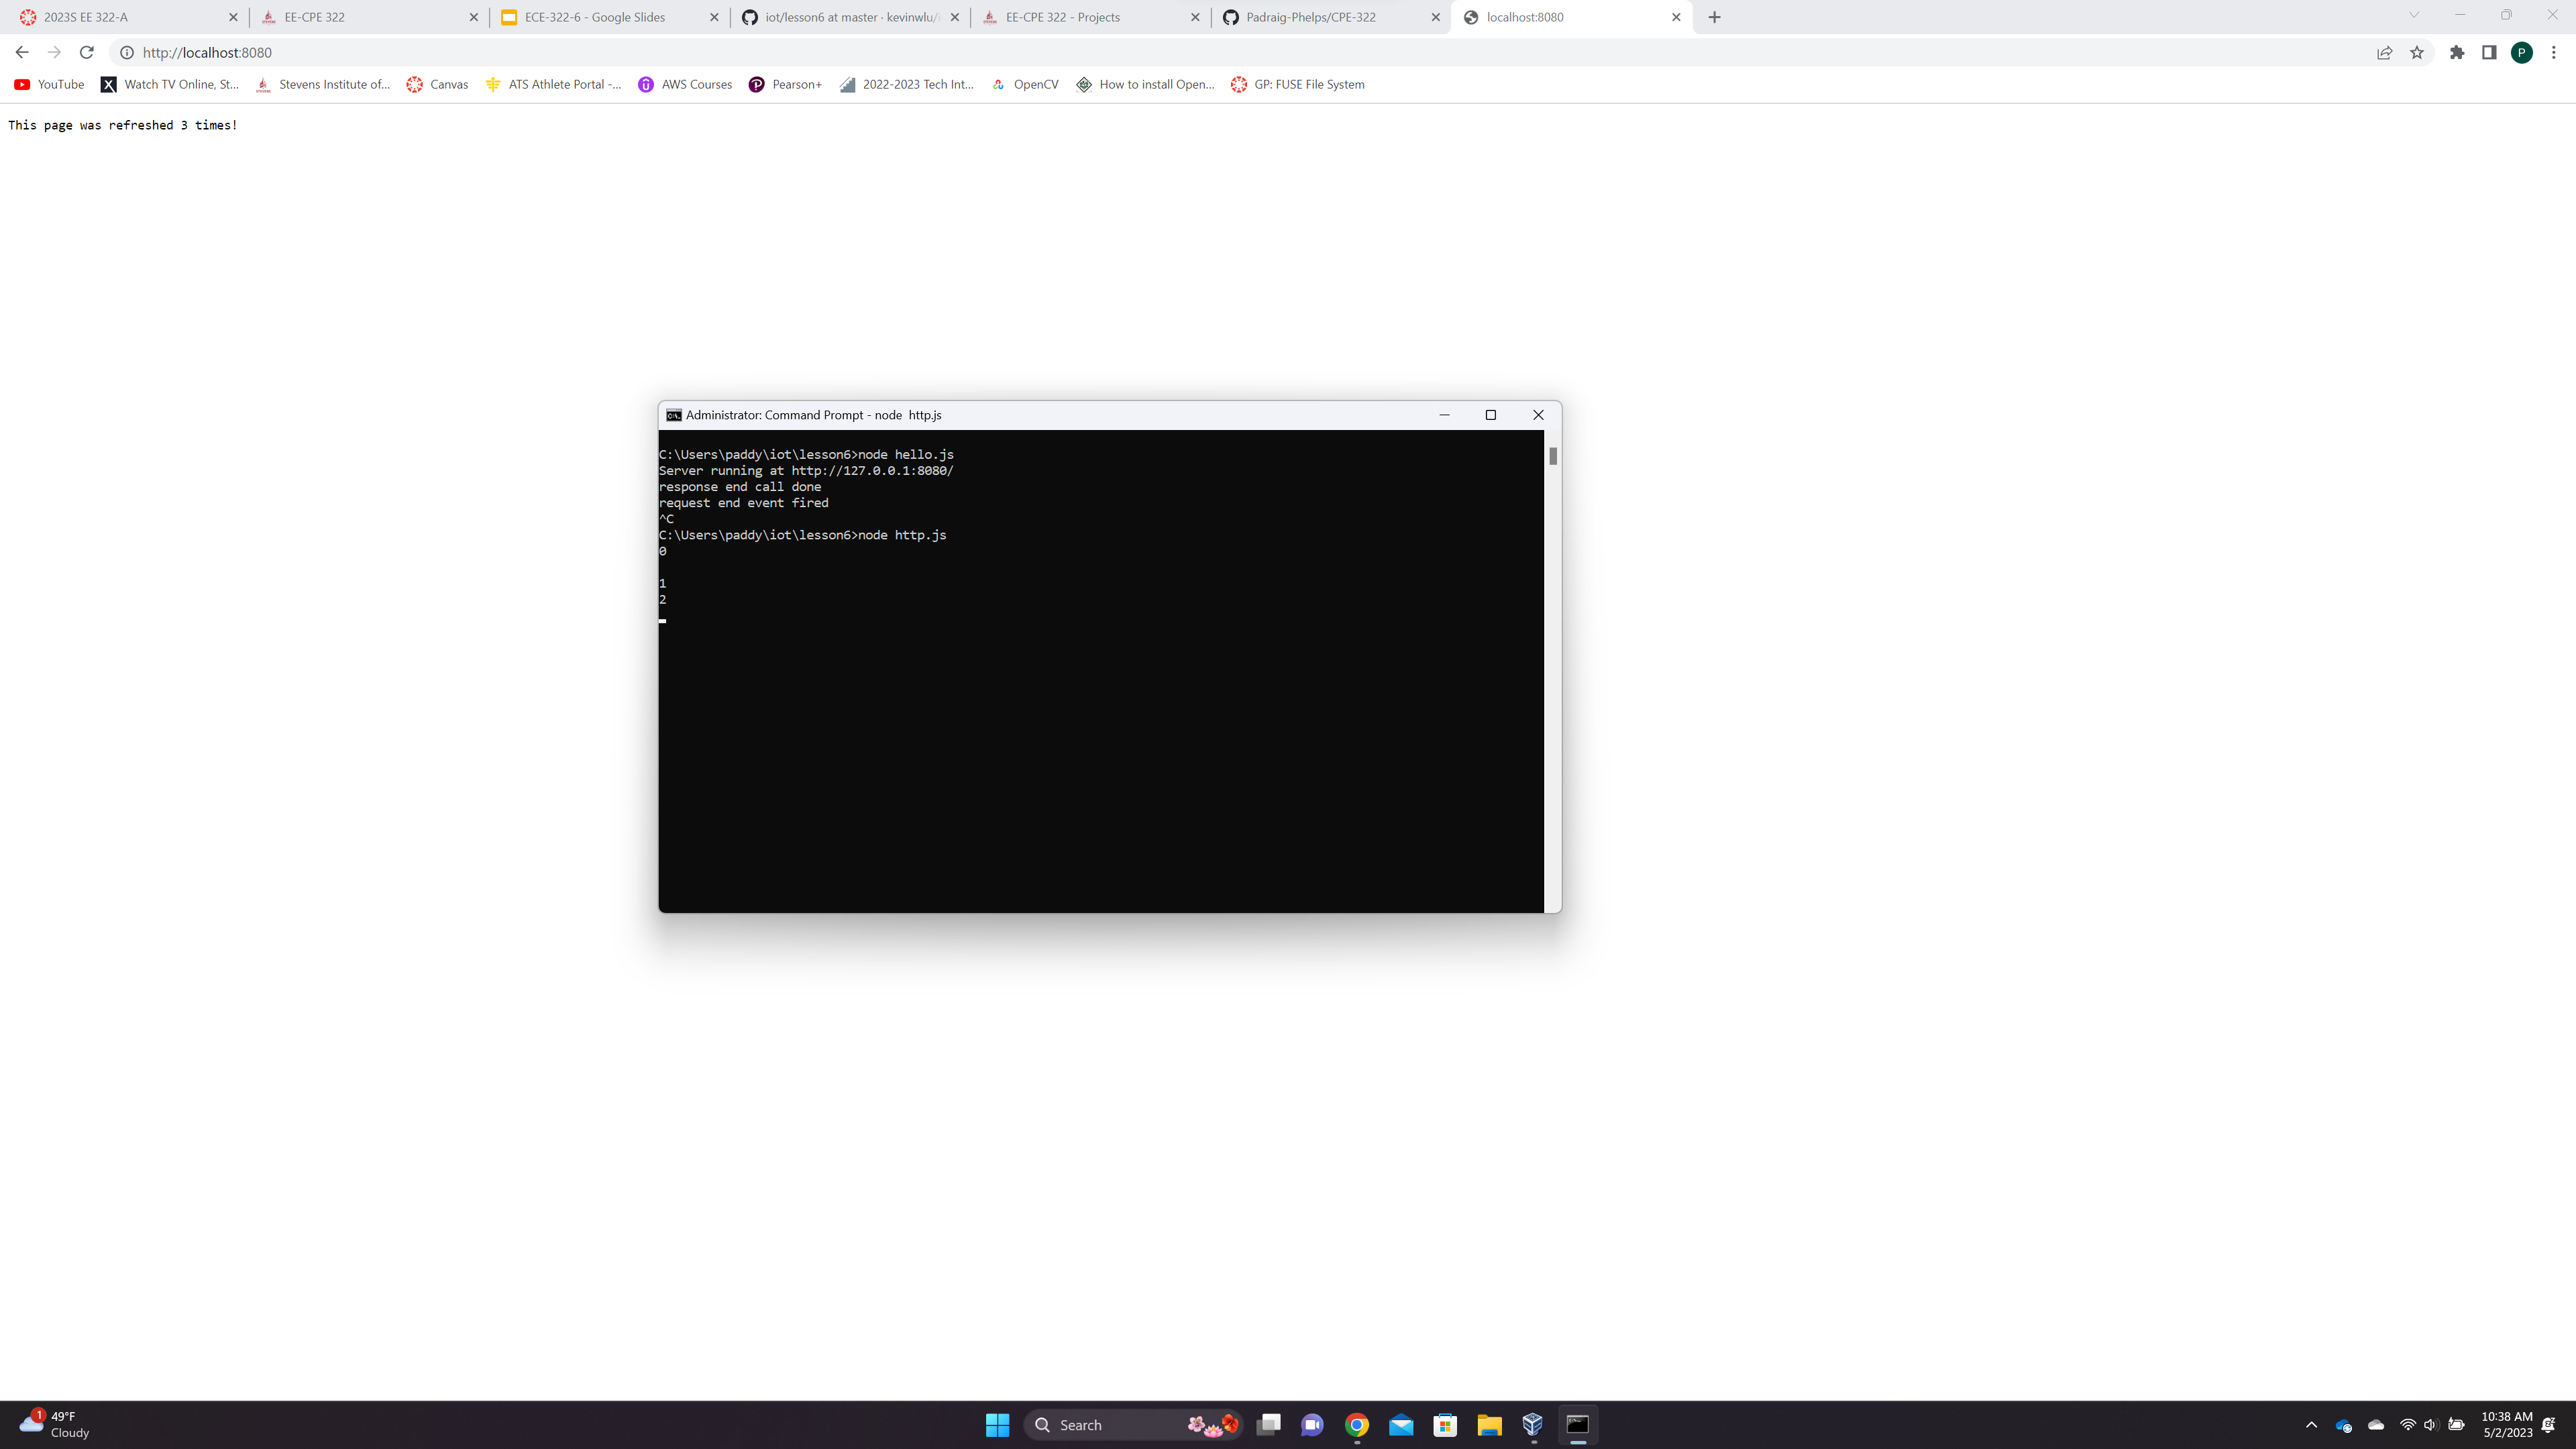 2023S EE 322-A
EE-CPE 322
ECE-322-6 - Google Slides
iot/lesson6 at master · kevinwlu/
EE-CPE 322 - Projects
Padraig-Phelps/CPE-322
localhost:8080
http://localhost:8080
P
YouTube
Watch TV Online, St...
Stevens Institute of...
Canvas
ATS Athlete Portal -...
AWS Courses
Pearson+
2022-2023 Tech Int...
OpenCV
How to install Open...
GP: FUSE File System
This page was refreshed 3 times!
Administrator: Command Prompt - node  http.js
C:\Users\paddy\iot\lesson6>node hello.js
Server running at http://127.0.0.1:8080/
response end call done
request end event fired
^C
C:\Users\paddy\iot\lesson6>node http.js
0
1
2
1
49°F
Cloudy
Search
10:38 AM
5/2/2023